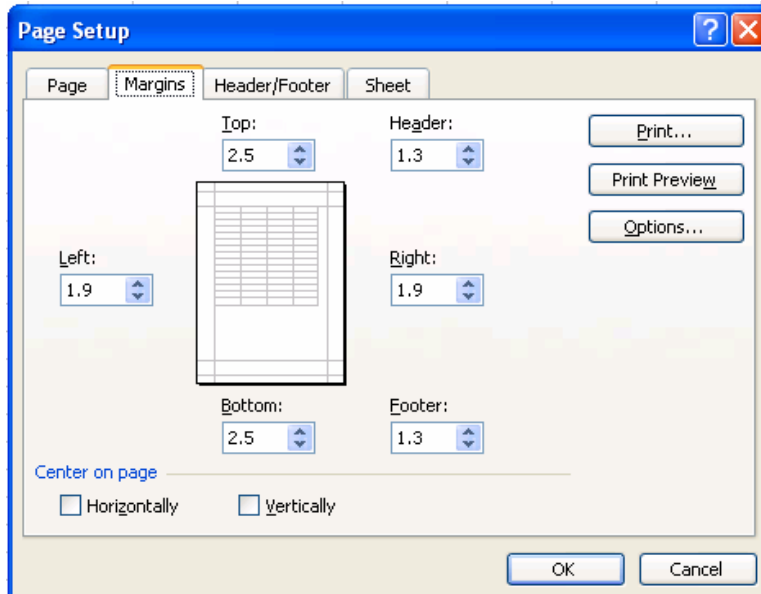 Page Setup
Page Margins Header/Footer Sheet
Top: Header:
2.5 1.3
Print...
Print Preview
Options...
Left: Right:
1.9 1.9
Bottom: Footer:
2.5 1.3
Center on page
Horizontally Vertically
OK Cancel